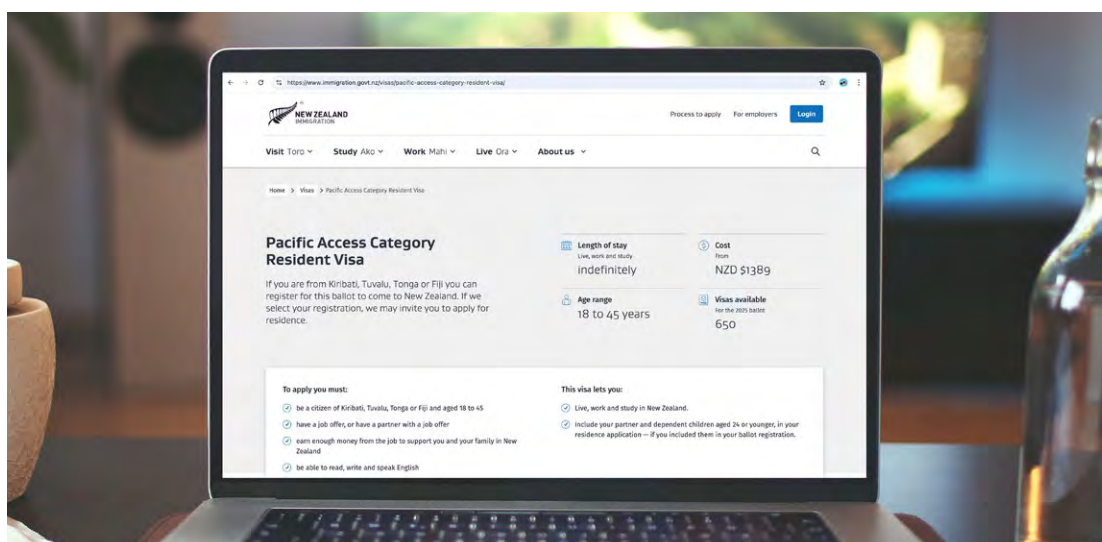 https://www.immigration.govt.nz/visas/pacific-access-category-resident-visa/
NEW ZEALAND
IMMIGRATION
Process to apply For employers Login
Visit Toro Study Ako Work Mahi Live Ora About us
Home > Visas > Pacific Access Category Resident Visa
Pacific Access Category
Resident Visa
If you are from Kiribati, Tuvalu, Tonga or Fiji you can
register for this ballot to come to New Zealand. If we
select your registration, we may invite you to apply for
residence.
Length of stay
Live, work and study
indefinitely
Cost
From
NZD $1389
Age range
18 to 45 years
Visas available
For the 2025 ballot
650
To apply you must:
be a citizen of Kiribati, Tuvalu, Tonga or Fiji and aged 18 to 45
have a job offer, or have a partner with a job offer
earn enough money from the job to support you and your family in New
Zealand
be able to read, write and speak English
This visa lets you:
Live, work and study in New Zealand.
Include your partner and dependent children aged 24 or younger, in your
residence application — if you included them in your ballot registration.